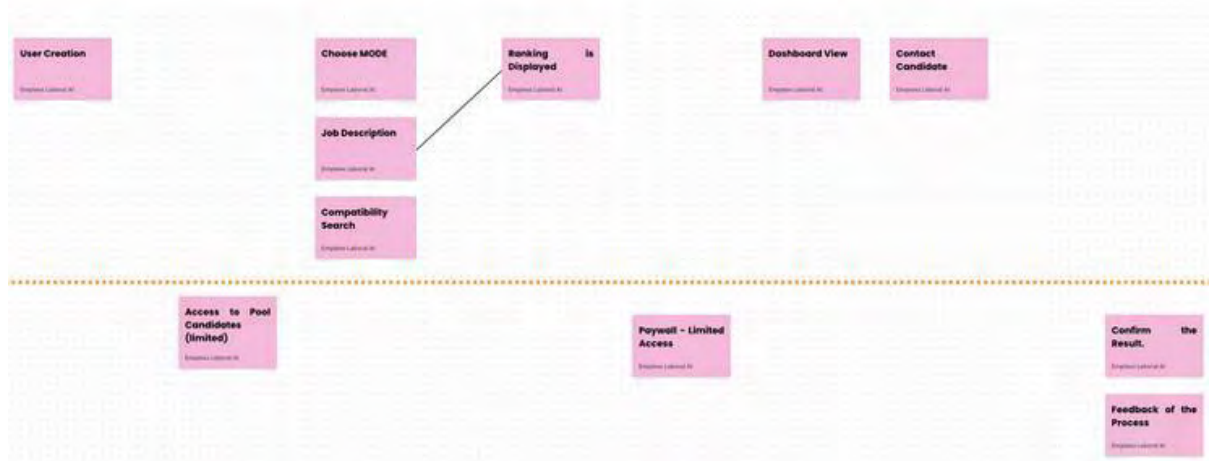 User Creation
Choose MODE
Ranking is
Displayed
Dashboard View
Contact
Candidate
Job Description
Compatibility
Search
Access to Pool
Candidates
(limited)
Paywall - Limited
Access
Confirm the
Result.
Feedback of the
Process